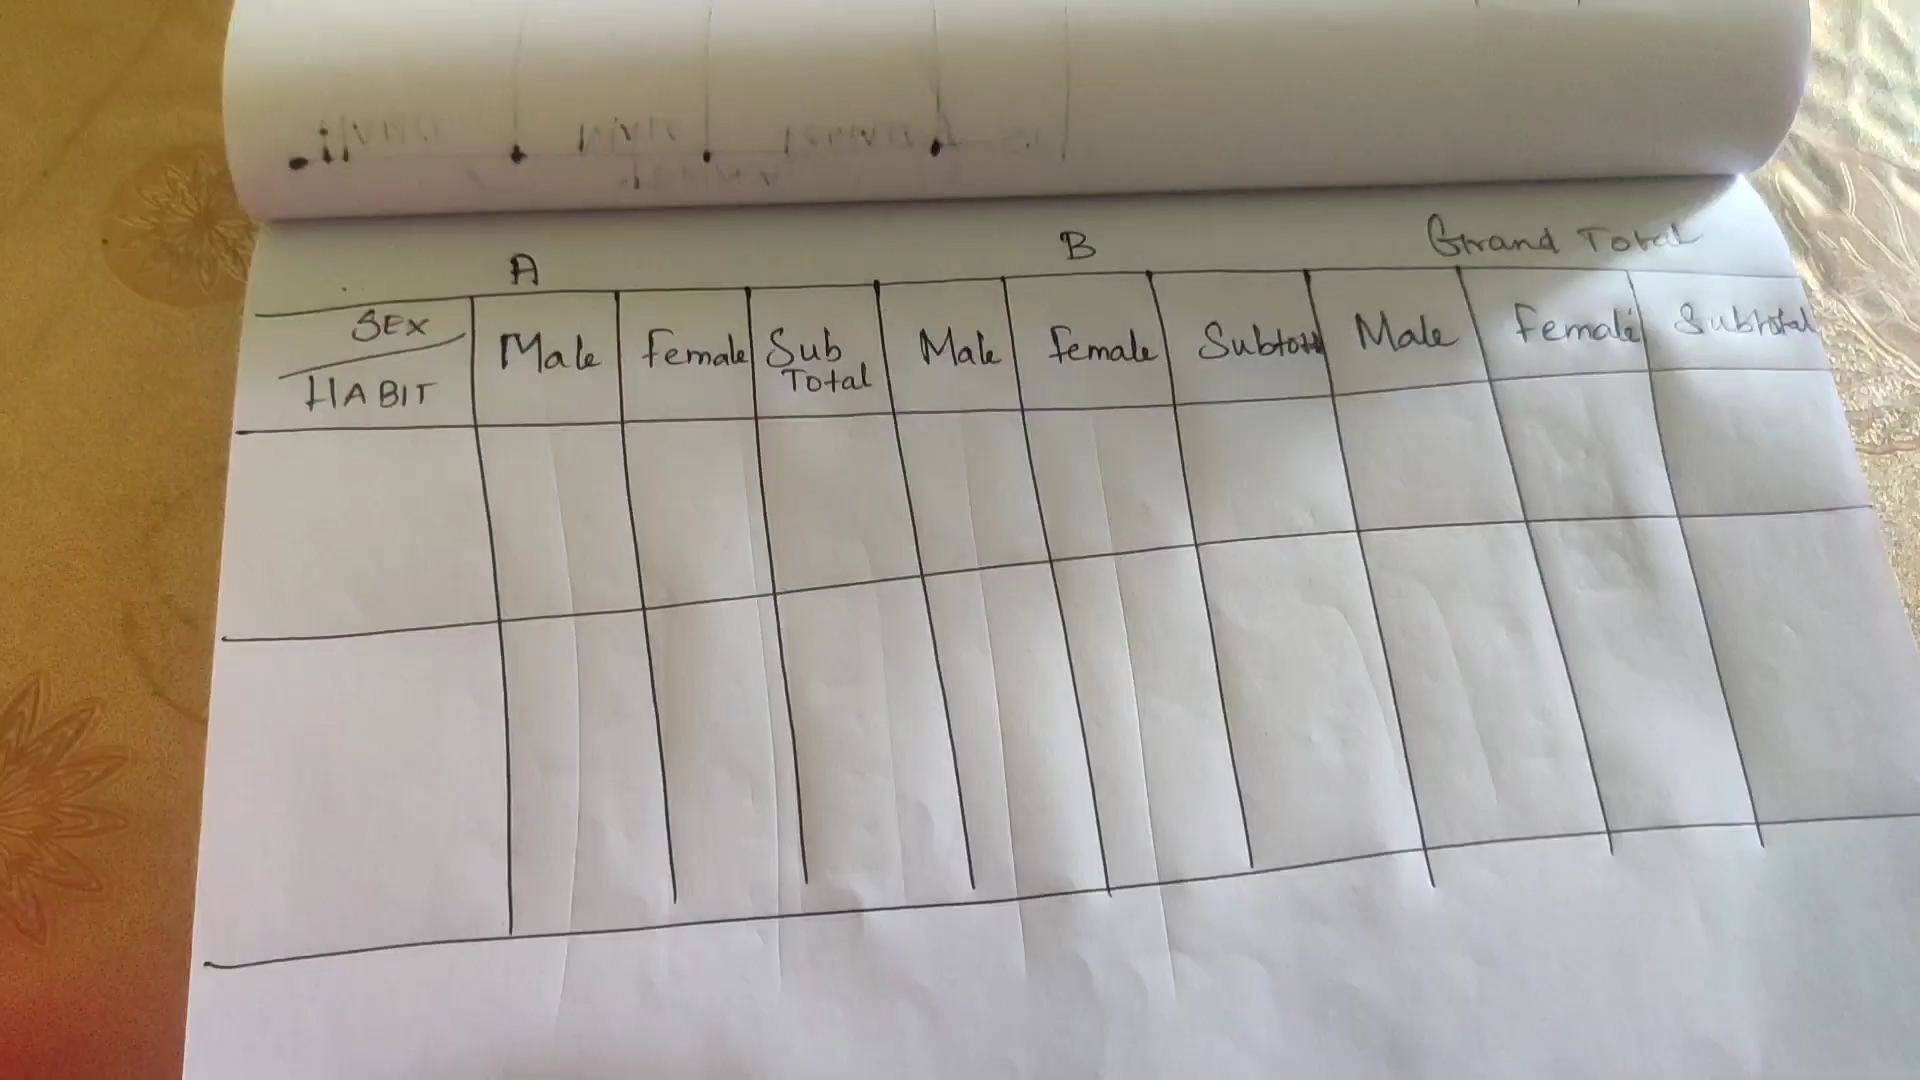 A B Grand Total
SEX
HABIT
Male Female Sub Total Male Female Subtotal Male Female Subtotal